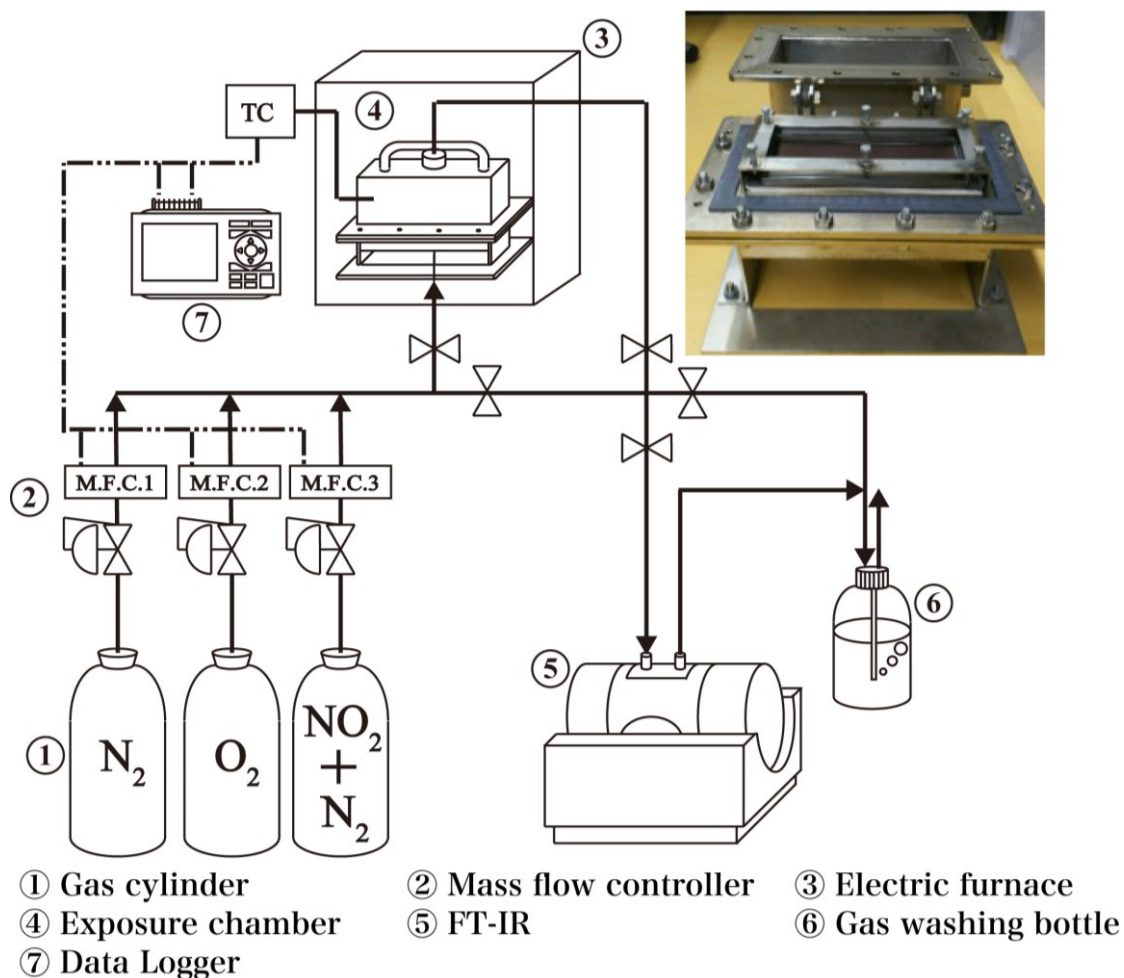 ③
④
TC
⑦
② M.F.C.1 M.F.C.2 M.F.C.3
⑥
⑤
① N₂ O₂ NO₂
+
N₂
① Gas cylinder ② Mass flow controller ③ Electric furnace
④ Exposure chamber ⑤ FT-IR ⑥ Gas washing bottle
⑦ Data Logger